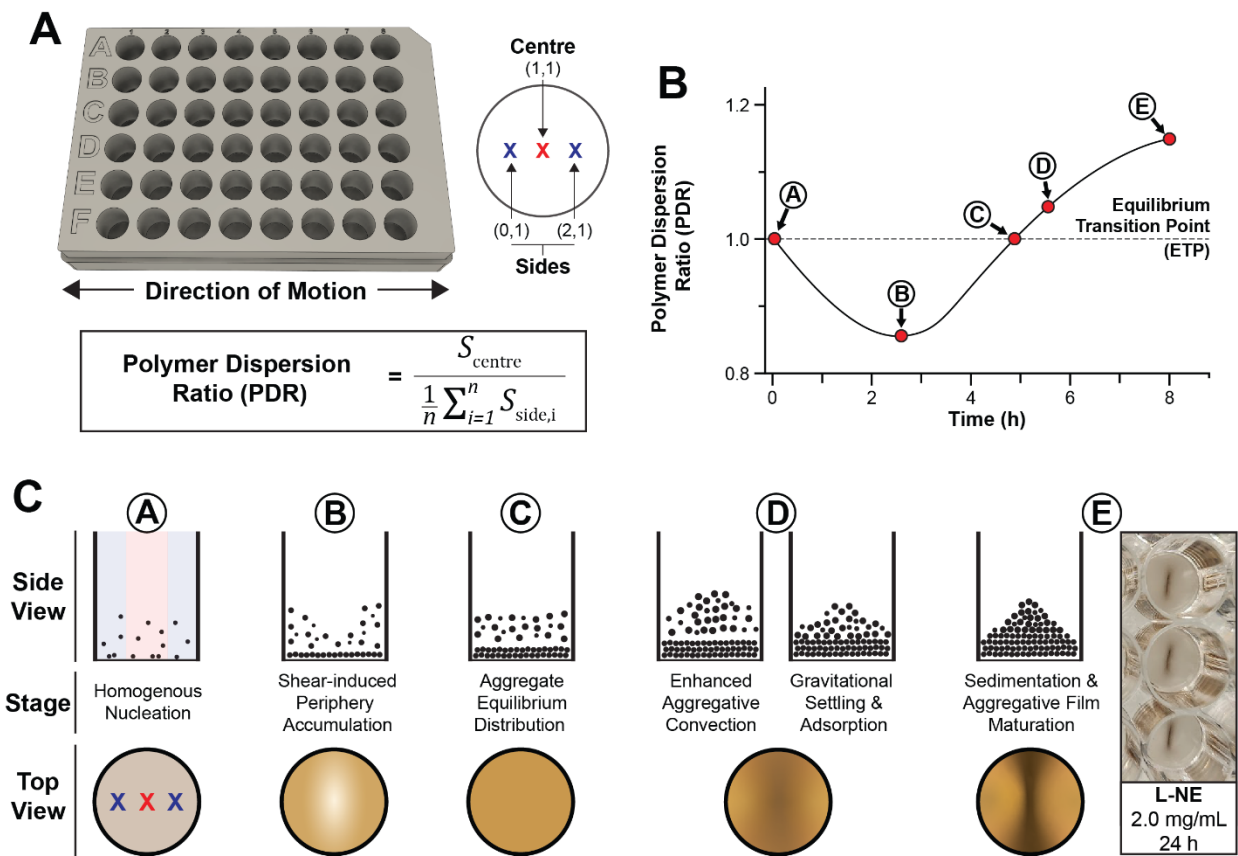 A
1 2 3 4 5 6 7 8
A
B
C
D
E
F
Direction of Motion
Centre
(1,1)
X X X
(0,1) (2,1)
Sides
Polymer Dispersion
Ratio (PDR)
= S_centre / (1/n ∑_{i=1}^{n} S_side,i)
B
Polymer Dispersion
Ratio (PDR)
1.2
1.0
0.8
0 2 4 6 8
Time (h)
A
B
C
D
E
Equilibrium
Transition Point
(ETP)
C
A B C D E
Side
View
Stage
Homogenous
Nucleation
Shear-induced
Periphery
Accumulation
Aggregate
Equilibrium
Distribution
Enhanced
Aggregative
Convection
Gravitational
Settling &
Adsorption
Sedimentation &
Aggregative Film
Maturation
Top
View
X X X
L-NE
2.0 mg/mL
24 h